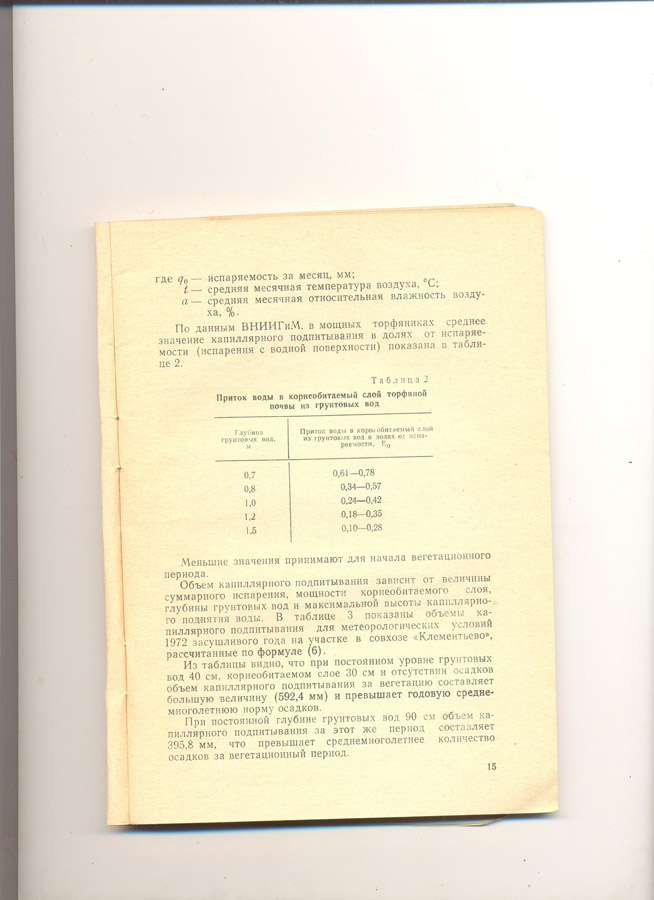 где q₀ — испаряемость за месяц, мм;
t — средняя месячная температура воздуха, °С;
a — средняя месячная относительная влажность возду-
ха, %.
По данным ВНИИГиМ, в мощных торфяниках среднее
значение капиллярного подпитывания в долях от испаряе-
мости (испарения с водной поверхности) показана в табли-
це 2.
Таблица 2
Приток воды в корнеобитаемый слой торфяной
почвы из грунтовых вод
Глубина
грунтовых вод,
м
Приток воды в корнеобитаемый слой
из грунтовых вод в долях от испа-
ряемости, E₀
0,7 0,61—0,78
0,8 0,34—0,57
1,0 0,24—0,42
1,2 0,18—0,35
1,5 0,10—0,28
Меньшие значения принимают для начала вегетационного
периода.
Объем капиллярного подпитывания зависит от величины
суммарного испарения, мощности корнеобитаемого слоя,
глубины грунтовых вод и максимальной высоты капиллярно-
го поднятия воды. В таблице 3 показаны объемы ка-
пиллярного подпитывания для метеорологических условий
1972 засушливого года на участке в совхозе «Клементьево»,
рассчитанные по формуле (6).
Из таблицы видно, что при постоянном уровне грунтовых
вод 40 см, корнеобитаемом слое 30 см и отсутствии осадков
объем капиллярного подпитывания за вегетацию составляет
большую величину (592,4 мм) и превышает годовую средне-
многолетнюю норму осадков.
При постоянной глубине грунтовых вод 90 см объем ка-
пиллярного подпитывания за этот же период составляет
395,8 мм, что превышает среднемноголетнее количество
осадков за вегетационный период.
15